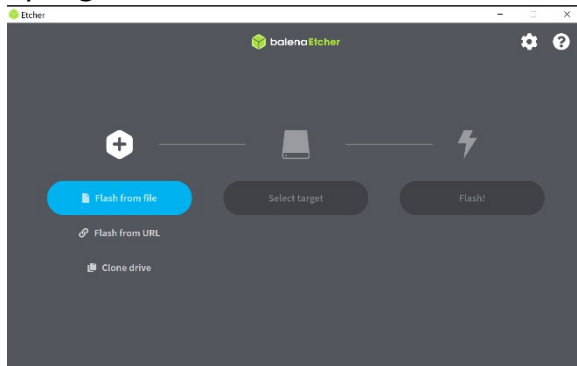 Etcher
balenaEtcher
Flash from file
Select target
Flash!
Flash from URL
Clone drive